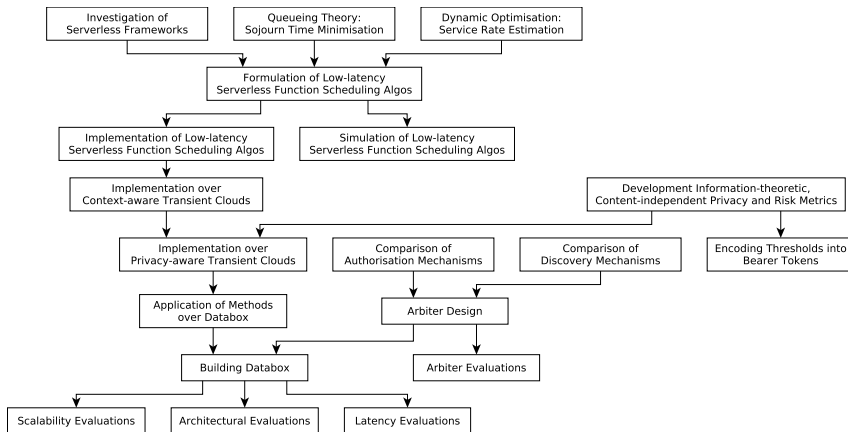 Investigation of
Serverless Frameworks
Queueing Theory:
Sojourn Time Minimisation
Dynamic Optimisation:
Service Rate Estimation
Formulation of Low-latency
Serverless Function Scheduling Algos
Implementation of Low-latency
Serverless Function Scheduling Algos
Simulation of Low-latency
Serverless Function Scheduling Algos
Implementation over
Context-aware Transient Clouds
Development Information-theoretic,
Content-independent Privacy and Risk Metrics
Implementation over
Privacy-aware Transient Clouds
Comparison of
Authorisation Mechanisms
Comparison of
Discovery Mechanisms
Encoding Thresholds into
Bearer Tokens
Application of Methods
over Databox
Arbiter Design
Building Databox
Arbiter Evaluations
Scalability Evaluations
Architectural Evaluations
Latency Evaluations